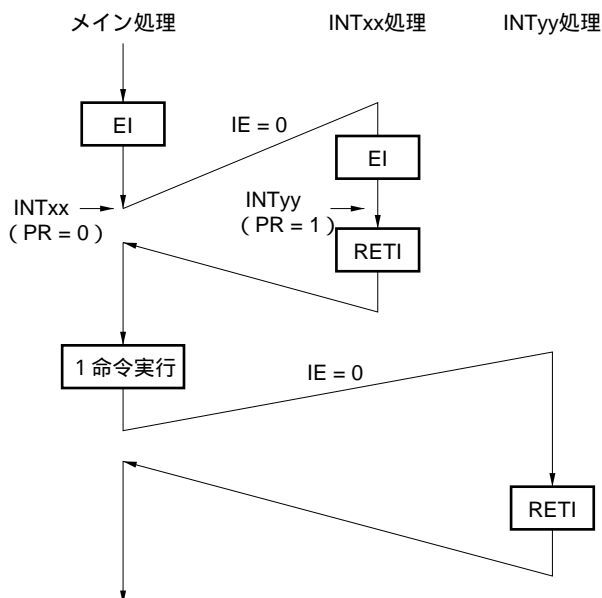 メイン処理
INTxx処理
INTyy処理
EI
IE = 0
EI
INTxx
( PR = 0 )
INTyy
( PR = 1 )
RETI
1 命令実行
IE = 0
RETI